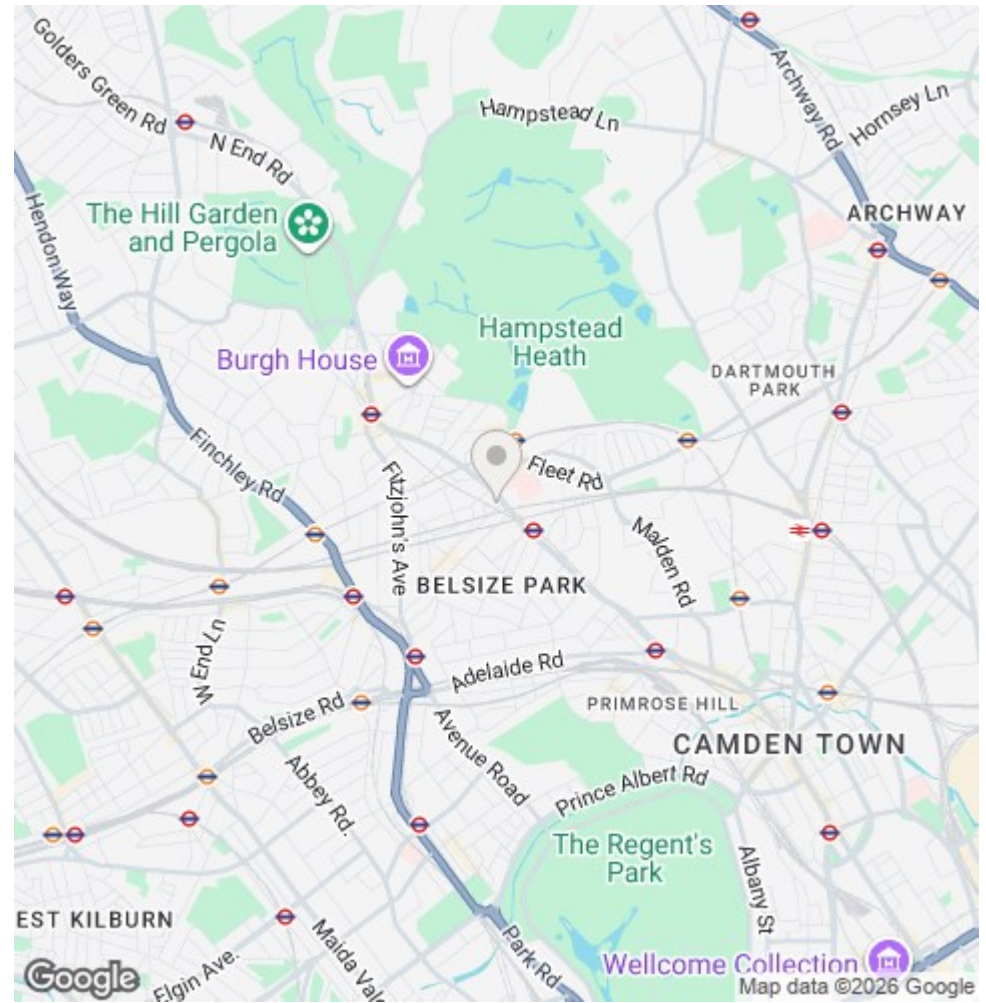 Golders Green Rd
N End Rd
Hampstead Ln
Archway Rd
Hornsey Ln
Hendon Way
The Hill Garden
and Pergola
ARCHWAY
Hampstead
Heath
Burgh House
DARTMOUTH
PARK
Finchley Rd
Fitzjohn's Ave
Fleet Rd
Malden Rd
BELSIZE PARK
W End Ln
Adelaide Rd
Belsize Rd
PRIMROSE HILL
Avenue Road
CAMDEN TOWN
Abbey Rd.
Prince Albert Rd
The Regent's
Park
Albany St
EST KILBURN
Maida Vale
Park Rd
Elgin Ave.
Wellcome Collection
Google
Map data ©2026 Google